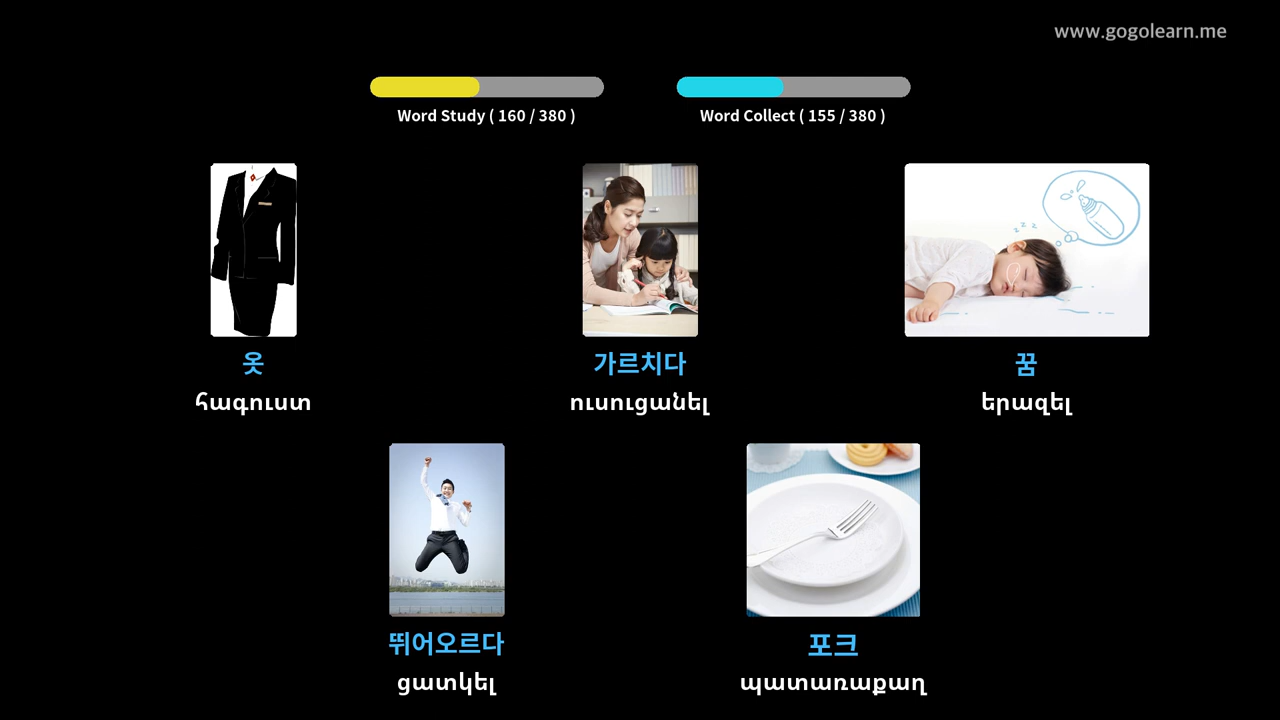 www.gogolearn.me
Word Study ( 160 / 380 )
Word Collect ( 155 / 380 )
옷
հագուստ
가르치다
ուսուցանել
꿈
երազել
뛰어오르다
ցատկել
포크
պատառաքաղ